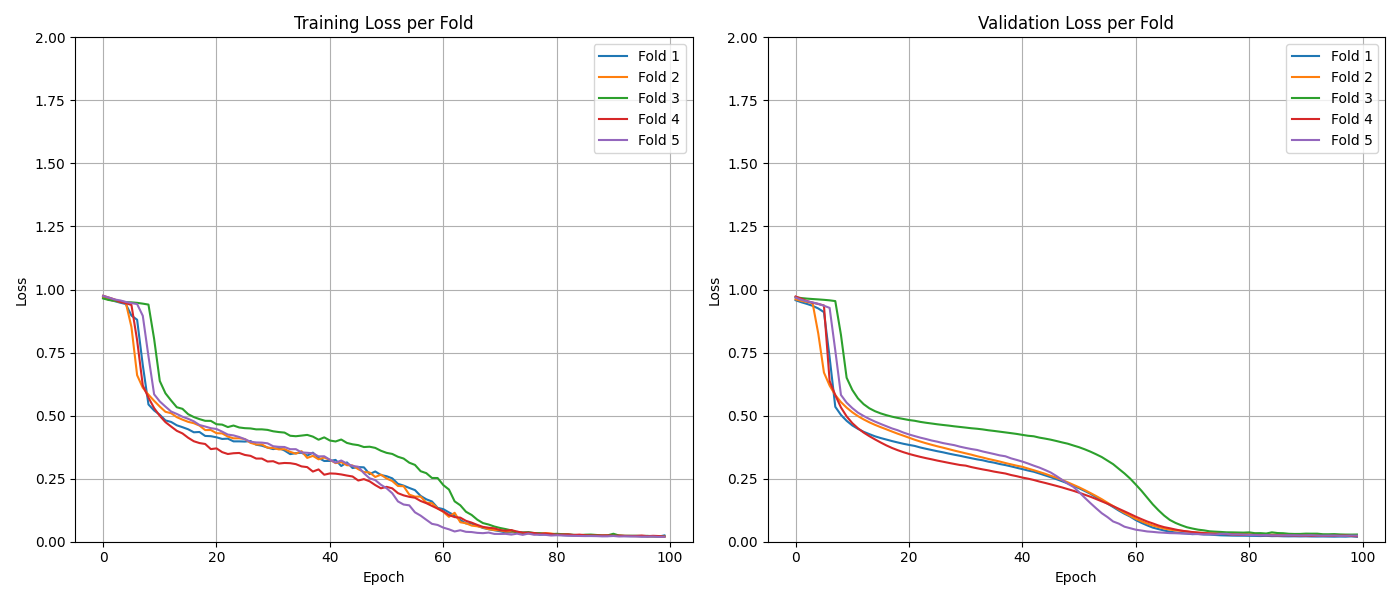 Training Loss per Fold
Loss
2.00
1.75
1.50
1.25
1.00
0.75
0.50
0.25
0.00
0 20 40 60 80 100
Epoch
Fold 1
Fold 2
Fold 3
Fold 4
Fold 5
Validation Loss per Fold
Loss
2.00
1.75
1.50
1.25
1.00
0.75
0.50
0.25
0.00
0 20 40 60 80 100
Epoch
Fold 1
Fold 2
Fold 3
Fold 4
Fold 5